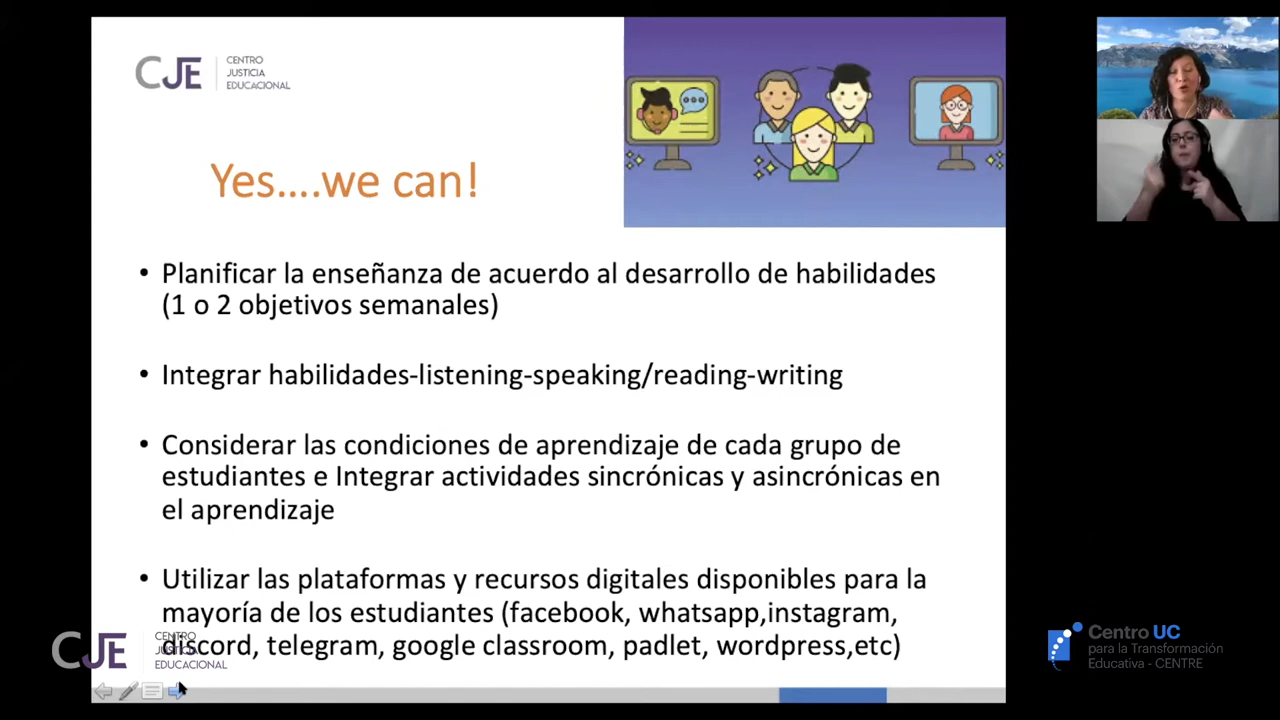 CJE
CENTRO
JUSTICIA
EDUCACIONAL
Yes....we can!
• Planificar la enseñanza de acuerdo al desarrollo de habilidades
(1 o 2 objetivos semanales)
• Integrar habilidades-listening-speaking/reading-writing
• Considerar las condiciones de aprendizaje de cada grupo de
estudiantes e Integrar actividades sincrónicas y asincrónicas en
el aprendizaje
• Utilizar las plataformas y recursos digitales disponibles para la
mayoría de los estudiantes (facebook, whatsapp,instagram,
discord, telegram, google classroom, padlet, wordpress,etc)
CJE
CENTRO
JUSTICIA
EDUCACIONAL
Centro UC
para la Transformación
Educativa - CENTRE